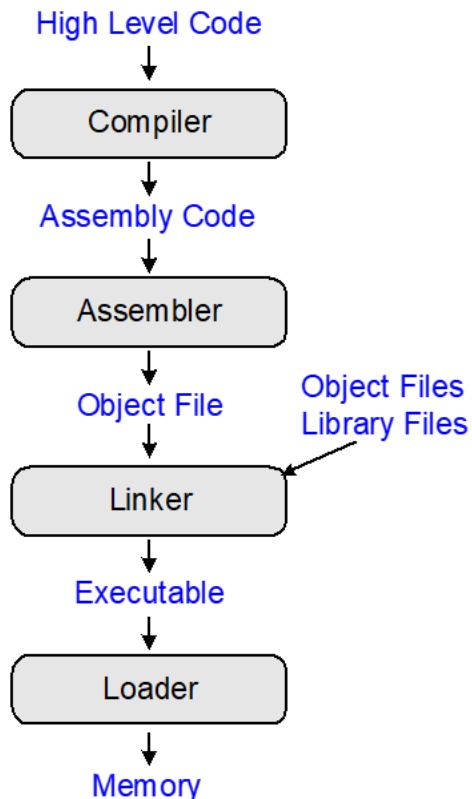 High Level Code
Compiler
Assembly Code
Assembler
Object File
Object Files
Library Files
Linker
Executable
Loader
Memory